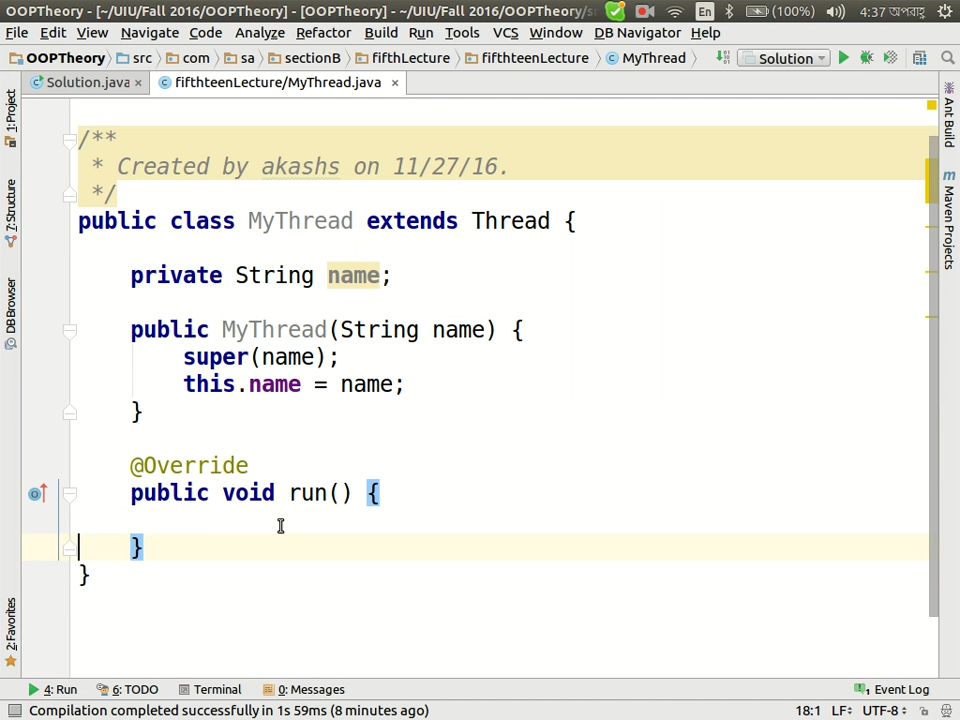 OOPTheory - [~/UIU/Fall 2016/OOPTheory] - [OOPTheory] - ~/UIU/Fall 2016/OOPTheory/s
En (100%) 4:37 অপরাহ্ণ
File Edit View Navigate Code Analyze Refactor Build Run Tools VCS Window DB Navigator Help
OOPTheory src com sa sectionB fifthLecture fifthteenLecture MyThread Solution
Solution.java × fifthteenLecture/MyThread.java ×
1: Project
7: Structure
DB Browser
2: Favorites
/**
* Created by akashs on 11/27/16.
*/
public class MyThread extends Thread {
private String name;
public MyThread(String name) {
super(name);
this.name = name;
}
@Override
public void run() {
}
}
Ant Build
Maven Projects
4: Run 6: TODO Terminal 0: Messages 1 Event Log
Compilation completed successfully in 1s 59ms (8 minutes ago) 18:1 LF UTF-8